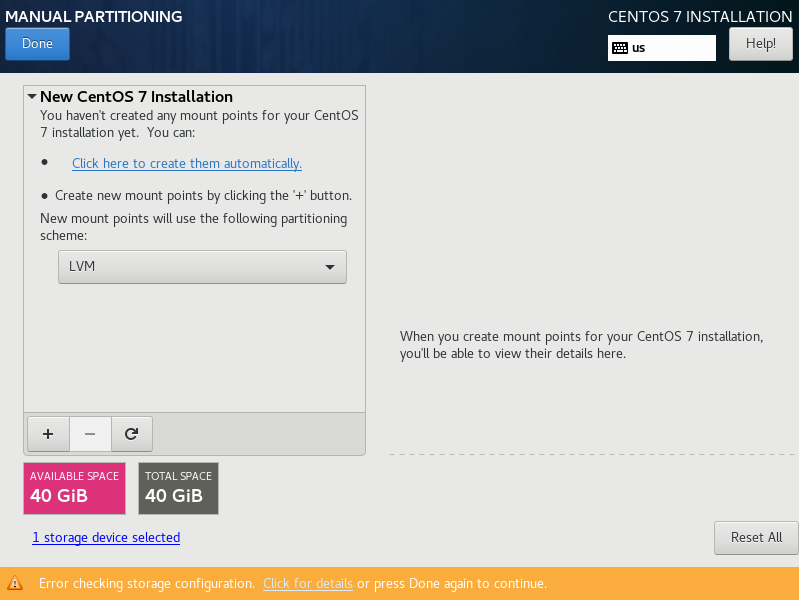 MANUAL PARTITIONING
CENTOS 7 INSTALLATION
Done
us
Help!
New CentOS 7 Installation
You haven't created any mount points for your CentOS
7 installation yet.  You can:
• Click here to create them automatically.
• Create new mount points by clicking the '+' button.
New mount points will use the following partitioning
scheme:
LVM
When you create mount points for your CentOS 7 installation,
you'll be able to view their details here.
+ −
AVAILABLE SPACE
40 GiB
TOTAL SPACE
40 GiB
1 storage device selected
Reset All
Error checking storage configuration.  Click for details or press Done again to continue.